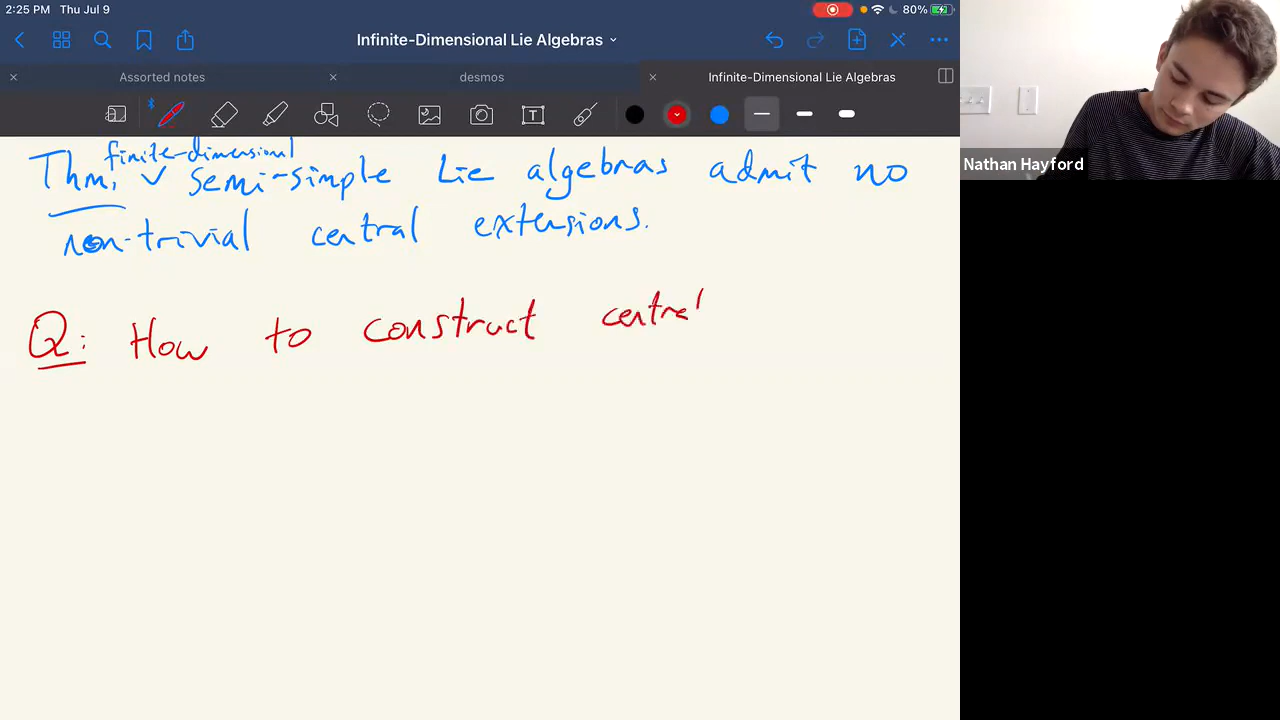 2:25 PM Thu Jul 9
80%
Infinite-Dimensional Lie Algebras
Assorted notes
desmos
Infinite-Dimensional Lie Algebras
Nathan Hayford
finite-dimensional
Thm, ∨ semi-simple Lie algebras admit no
non-trivial central extensions.
Q: How to construct central